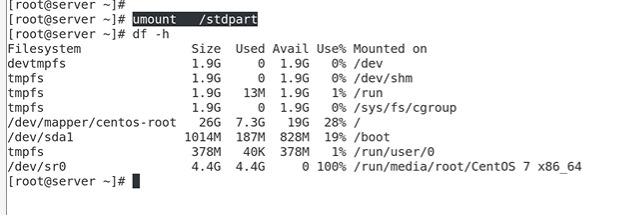 [root@server ~]#
[root@server ~]# umount   /stdpart
[root@server ~]# df -h
Filesystem               Size  Used Avail Use% Mounted on
devtmpfs                 1.9G     0  1.9G   0% /dev
tmpfs                    1.9G     0  1.9G   0% /dev/shm
tmpfs                    1.9G   13M  1.9G   1% /run
tmpfs                    1.9G     0  1.9G   0% /sys/fs/cgroup
/dev/mapper/centos-root   26G  7.3G   19G  28% /
/dev/sda1               1014M  187M  828M  19% /boot
tmpfs                    378M   40K  378M   1% /run/user/0
/dev/sr0                 4.4G  4.4G     0 100% /run/media/root/CentOS 7 x86_64
[root@server ~]#